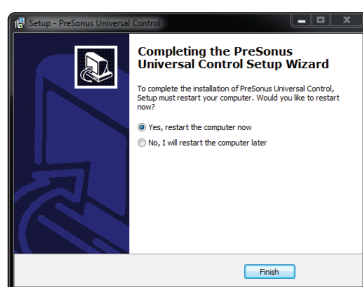 Setup - PreSonus Universal Control
Completing the PreSonus
Universal Control Setup Wizard
To complete the installation of PreSonus Universal Control,
Setup must restart your computer. Would you like to restart
now?
Yes, restart the computer now
No, I will restart the computer later
Finish